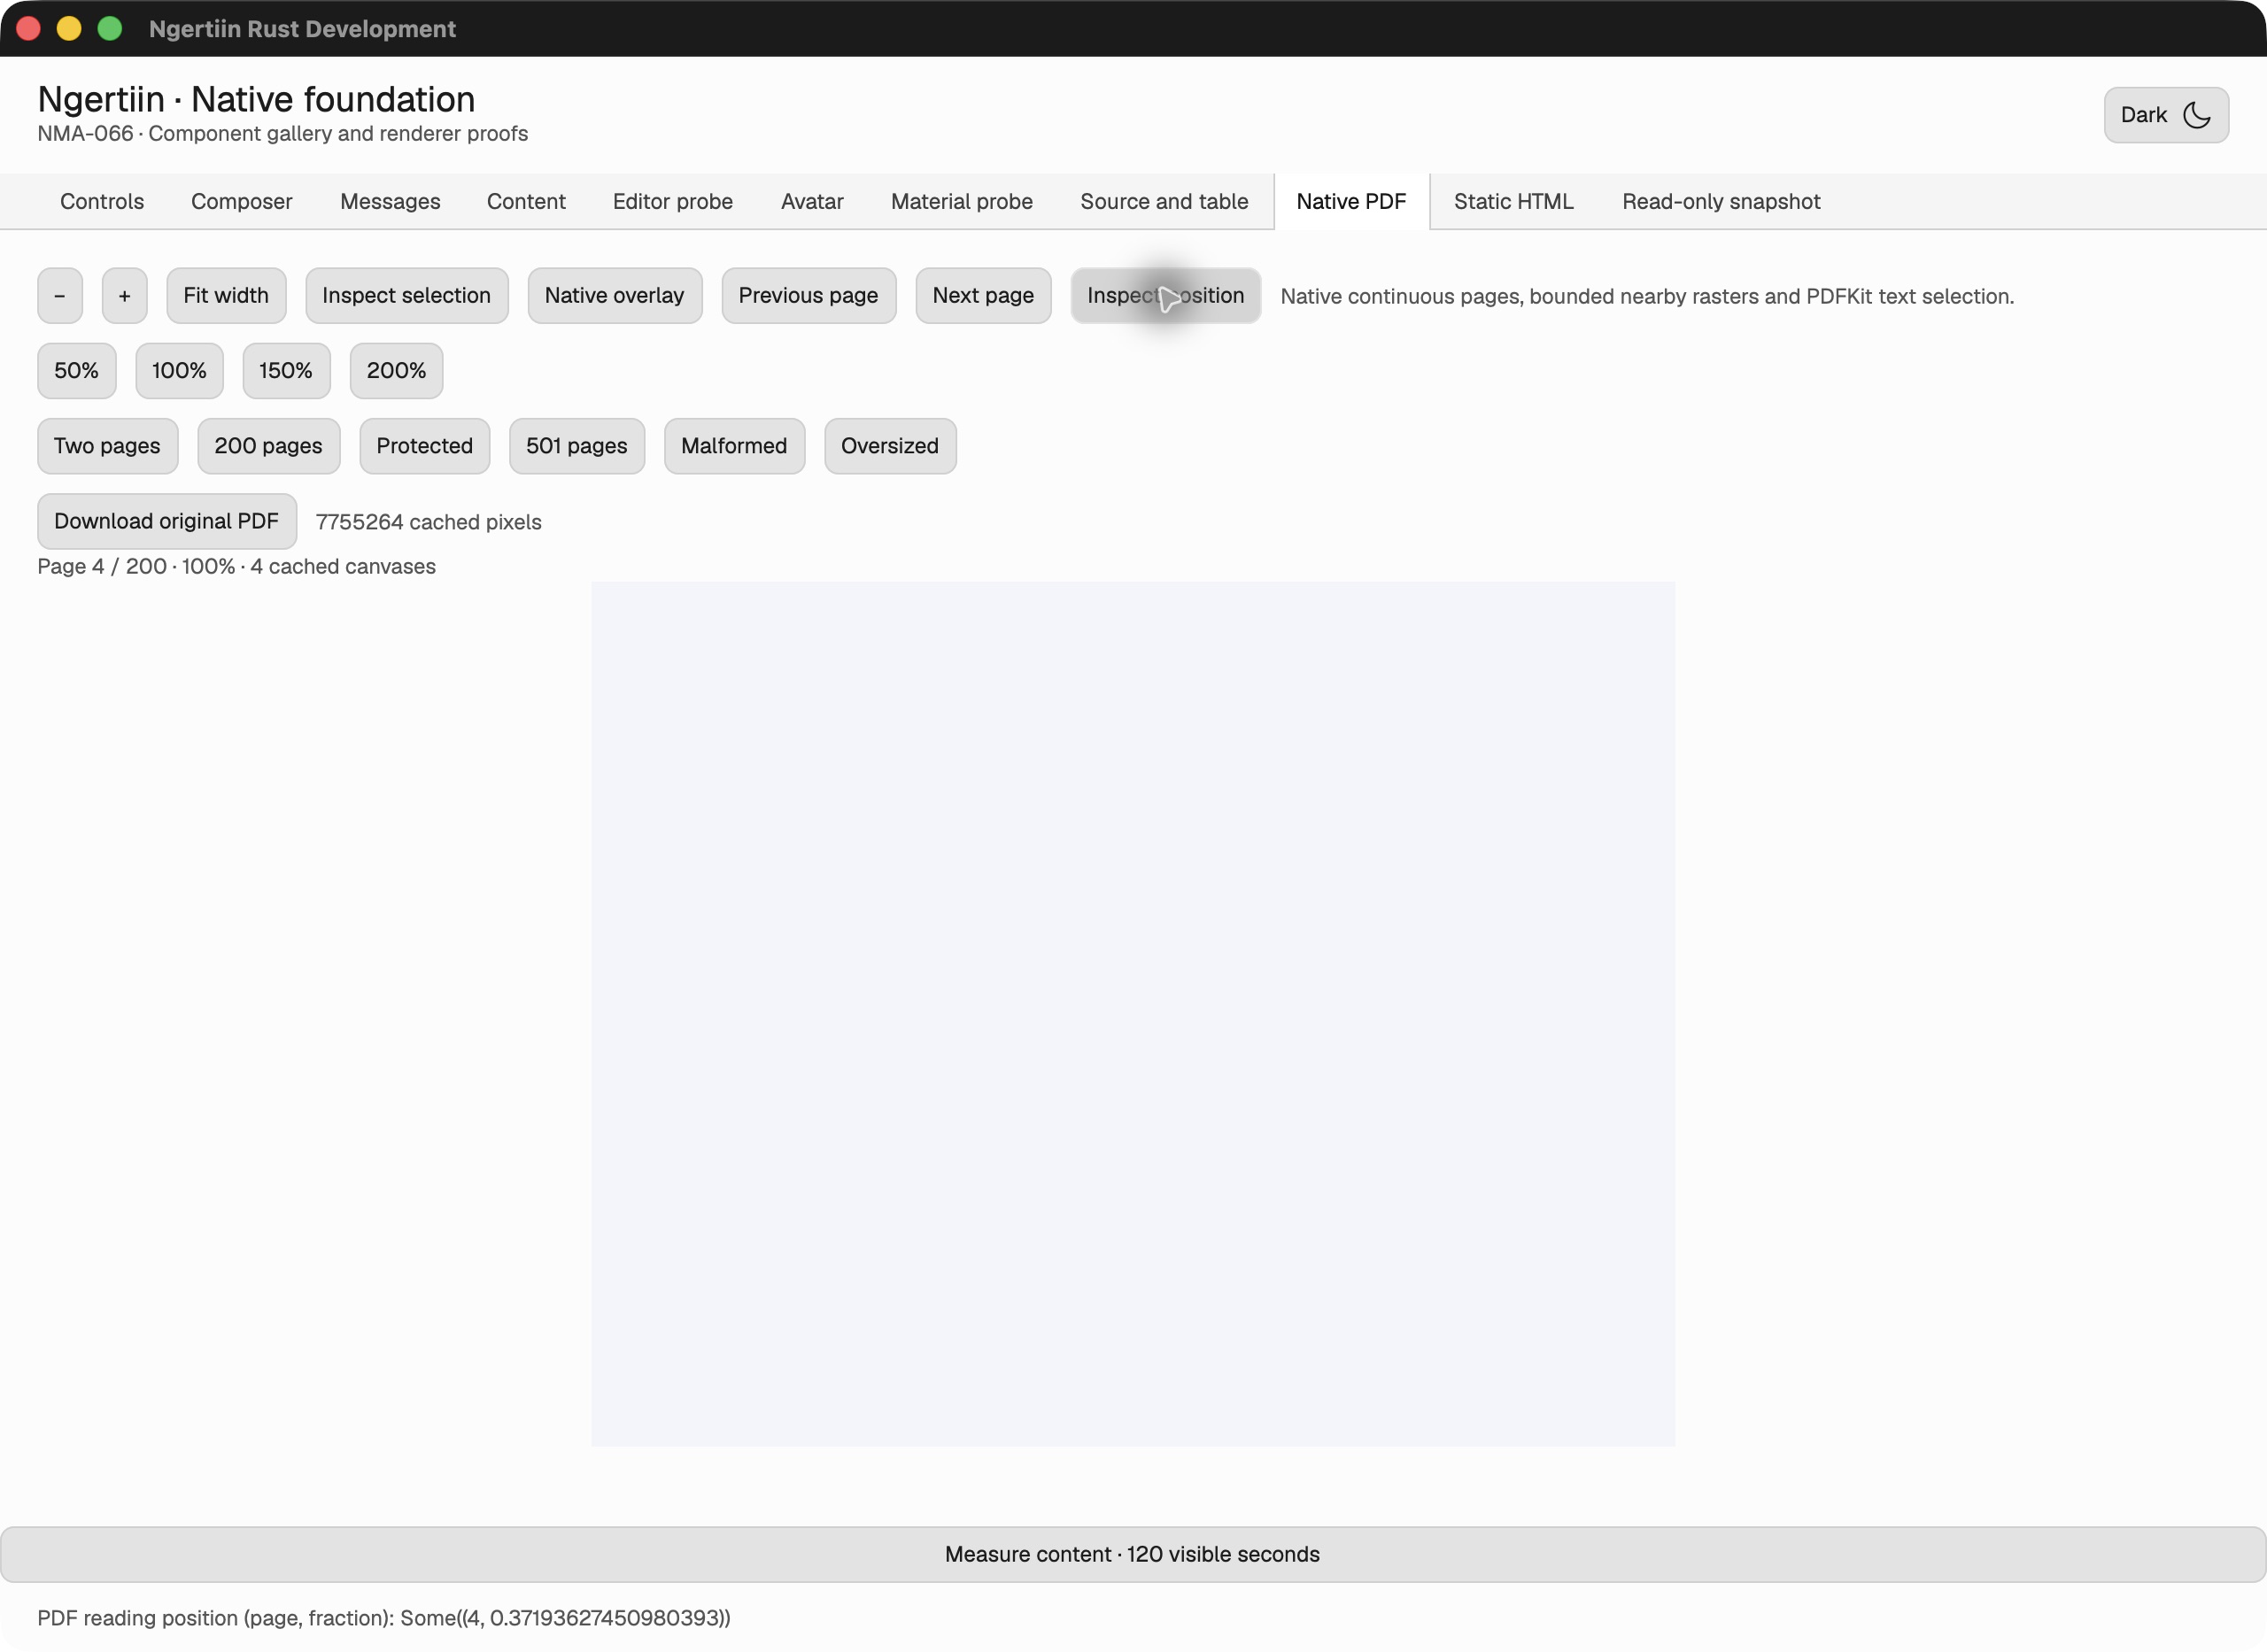 Ngertiin Rust Development
Ngertiin · Native foundation
NMA-066 · Component gallery and renderer proofs
Dark
Controls Composer Messages Content Editor probe Avatar Material probe Source and table Native PDF Static HTML Read-only snapshot
− + Fit width Inspect selection Native overlay Previous page Next page Inspect position Native continuous pages, bounded nearby rasters and PDFKit text selection.
50% 100% 150% 200%
Two pages 200 pages Protected 501 pages Malformed Oversized
Download original PDF 7755264 cached pixels
Page 4 / 200 · 100% · 4 cached canvases
Measure content · 120 visible seconds
PDF reading position (page, fraction): Some((4, 0.37193627450980393))